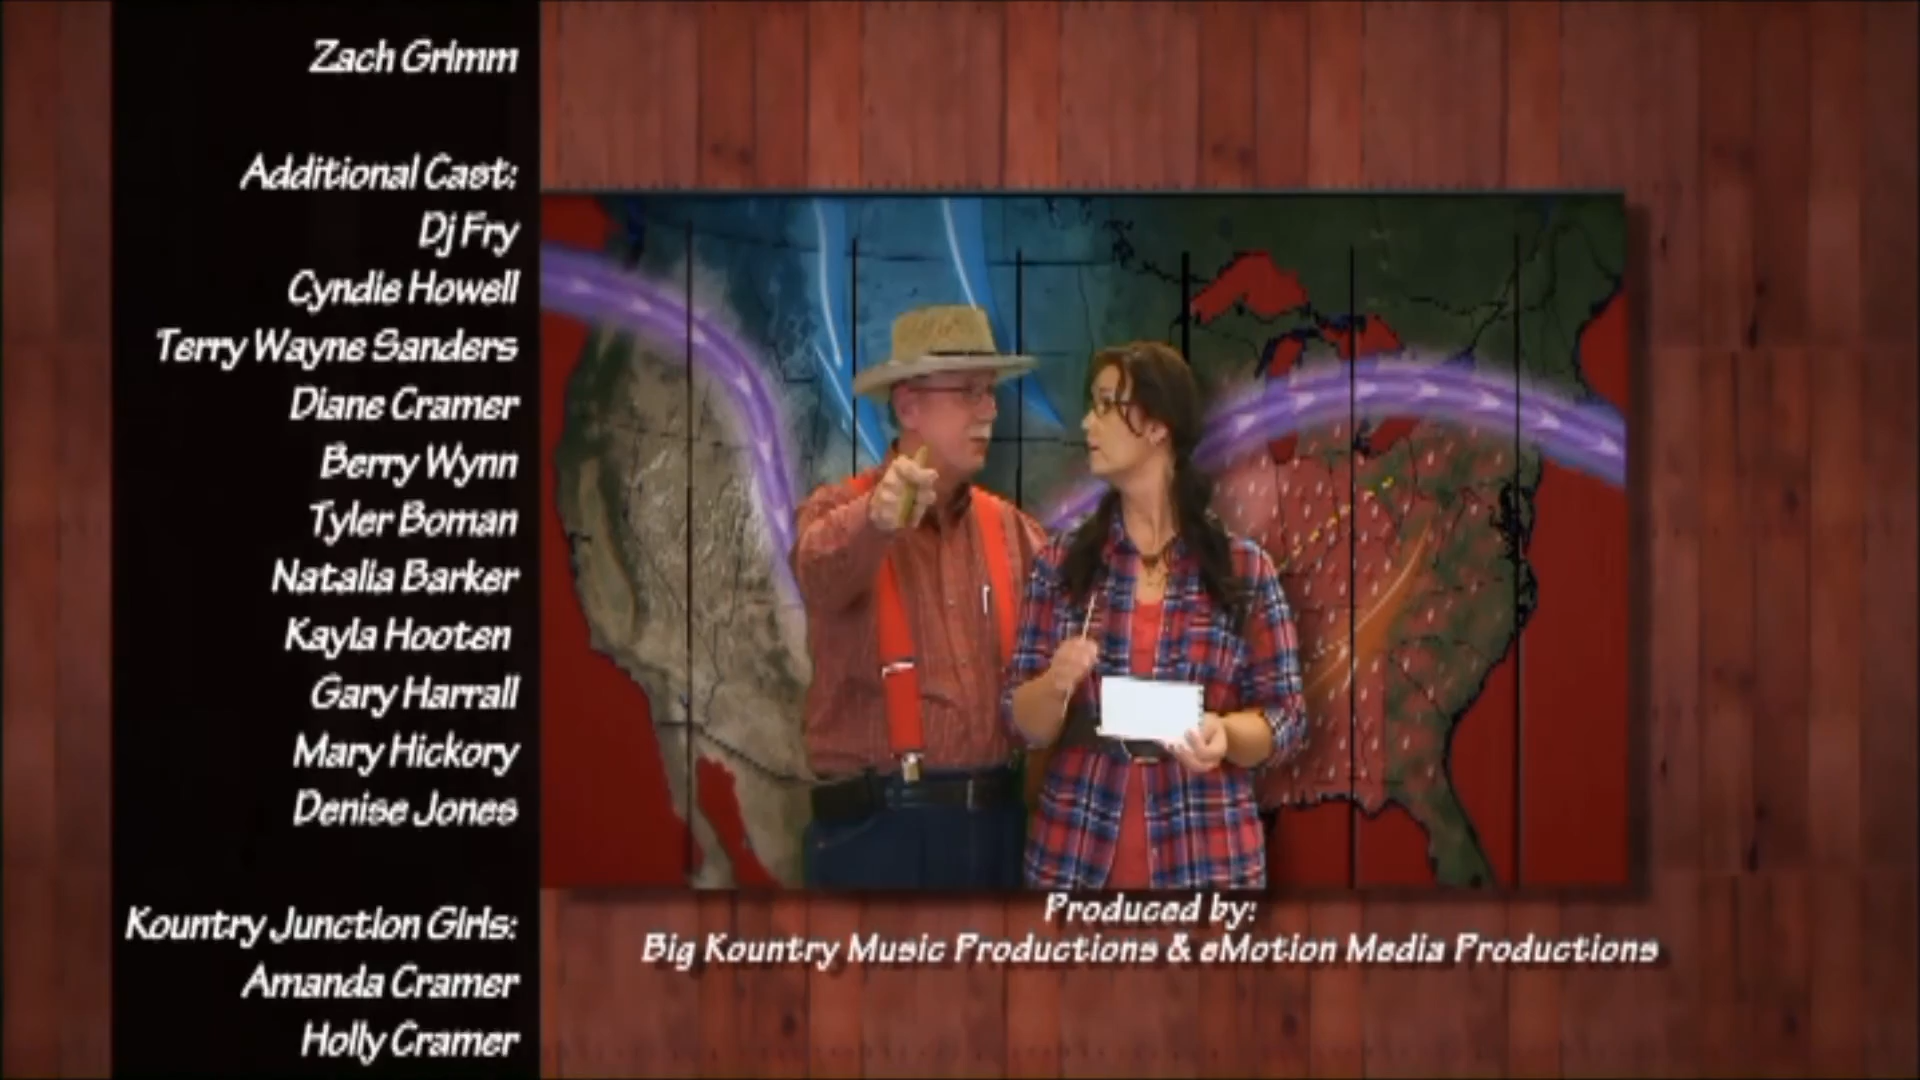 Zach Grimm
Additional Cast:
Dj Fry
Cyndie Howell
Terry Wayne Sanders
Diane Cramer
Berry Wynn
Tyler Boman
Natalia Barker
Kayla Hooten
Gary Harrall
Mary Hickory
Denise Jones
Kountry Junction Girls:
Amanda Cramer
Holly Cramer
Produced by:
Big Kountry Music Productions & eMotion Media Productions